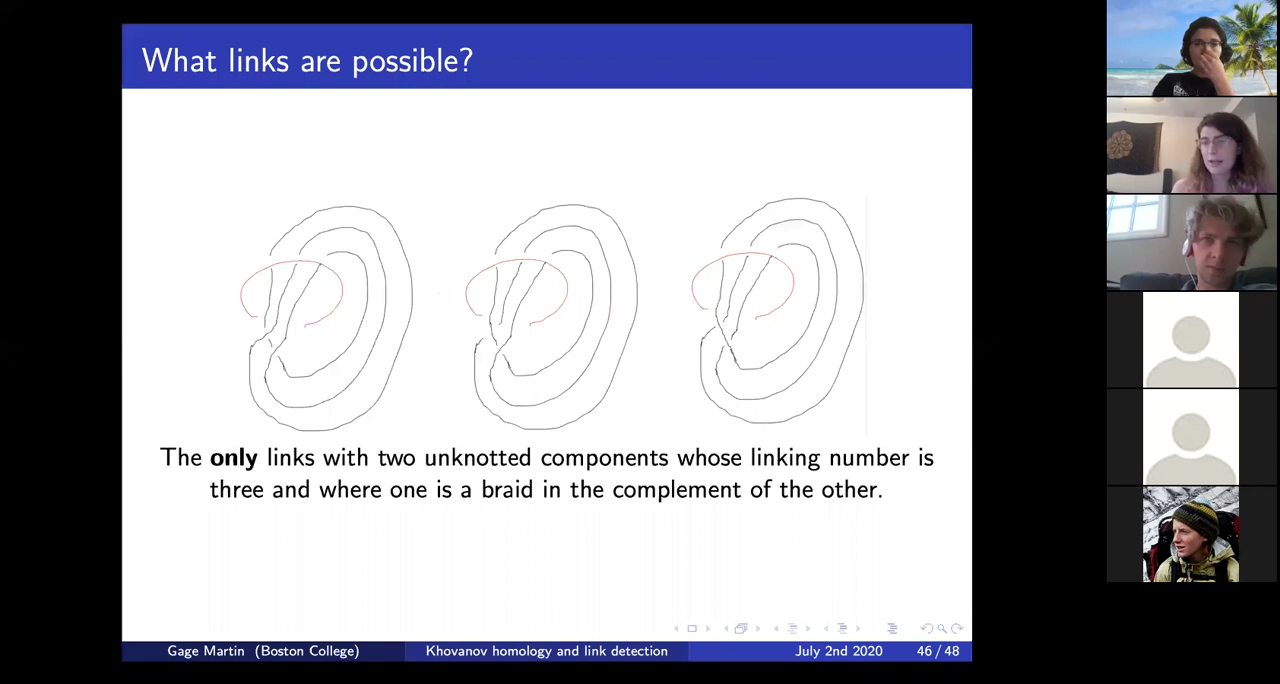 What links are possible?
The only links with two unknotted components whose linking number is
three and where one is a braid in the complement of the other.
Gage Martin (Boston College) Khovanov homology and link detection July 2nd 2020 46 / 48